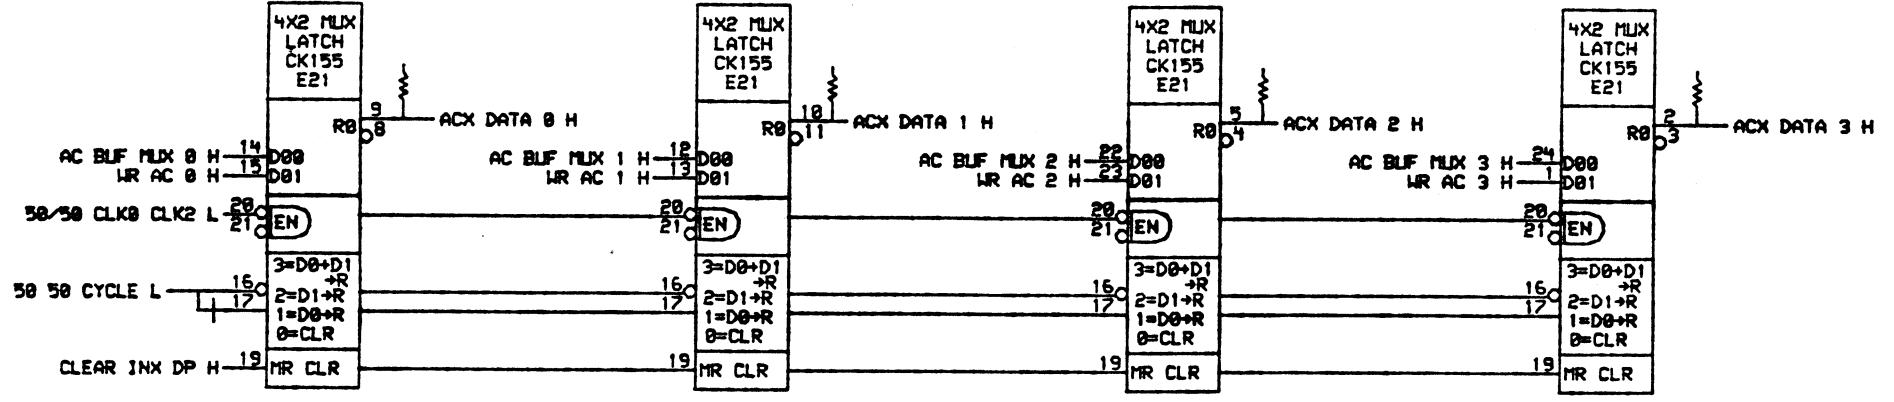 4X2 MUX 4X2 MUX 4X2 MUX 4X2 MUX
LATCH LATCH LATCH LATCH
CK155 CK155 CK155 CK155
E21 E21 E21 E21
R0 9 8 ACX DATA 0 H R0 10 11 ACX DATA 1 H R0 5 4 ACX DATA 2 H R0 2 3 ACX DATA 3 H
AC BUF MUX 0 H 14 D00 AC BUF MUX 1 H 12 D00 AC BUF MUX 2 H 22 D00 AC BUF MUX 3 H 24 D00
WR AC 0 H 15 D01 WR AC 1 H 13 D01 WR AC 2 H 23 D01 WR AC 3 H 1 D01
50/50 CLK0 CLK2 L 20 20 20 20
21 EN 21 EN 21 EN 21 EN
3=D0+D1 3=D0+D1 3=D0+D1 3=D0+D1
→R →R →R →R
50 50 CYCLE L 16 2=D1→R 16 2=D1→R 16 2=D1→R 16 2=D1→R
17 1=D0→R 17 1=D0→R 17 1=D0→R 17 1=D0→R
0=CLR 0=CLR 0=CLR 0=CLR
CLEAR INX DP H 19 MR CLR 19 MR CLR 19 MR CLR 19 MR CLR